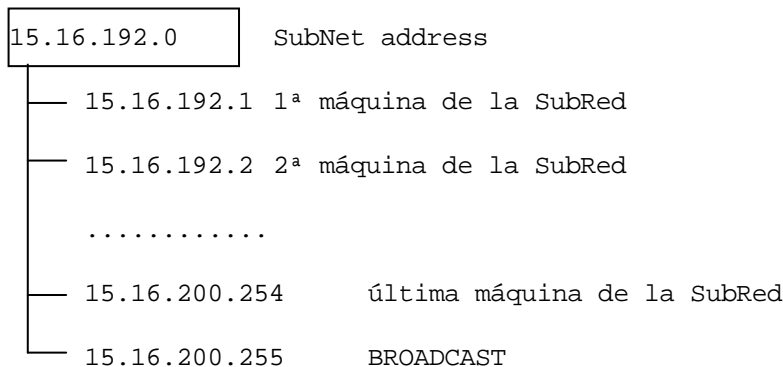 15.16.192.0 SubNet address
15.16.192.1 1ª máquina de la SubRed
15.16.192.2 2ª máquina de la SubRed
............
15.16.200.254 última máquina de la SubRed
15.16.200.255 BROADCAST